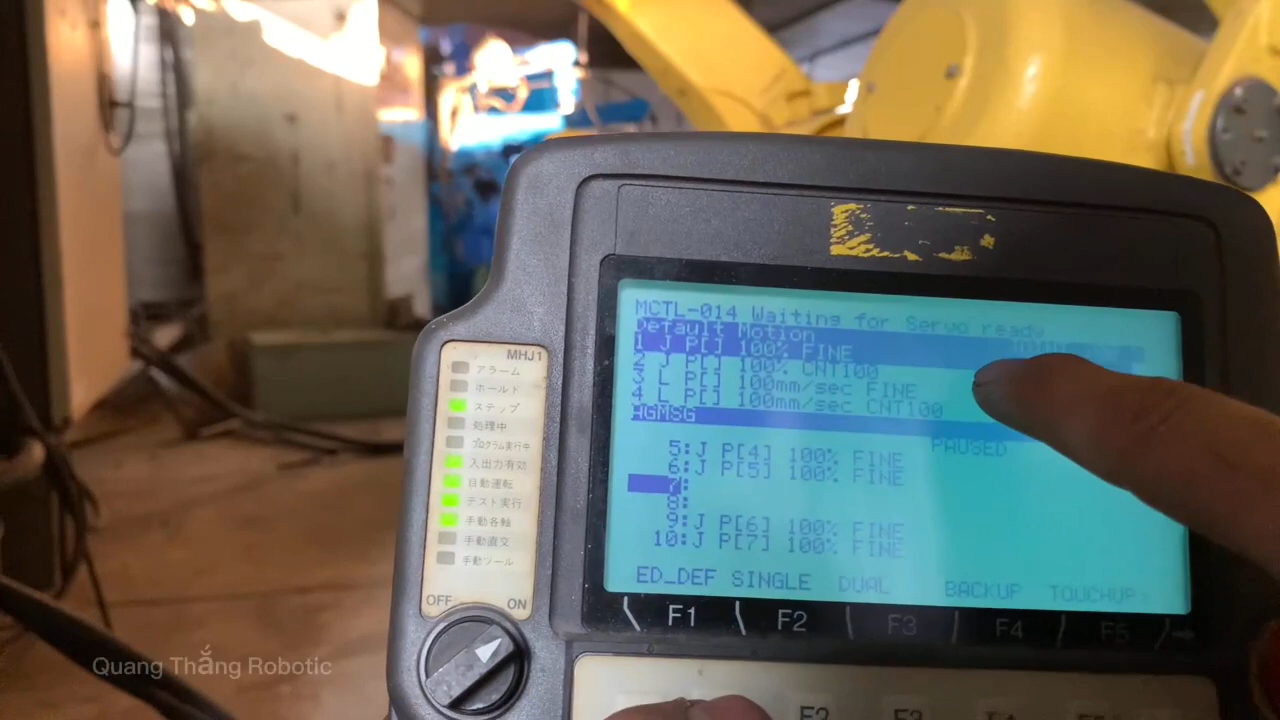 MCTL-014 Waiting for Servo ready
Default Motion
1 J P[] 100% FINE
2 J P[] 100% CNT100
3 L P[] 100mm/sec FINE
4 L P[] 100mm/sec CNT100
HGMSG
PAUSED
5:J P[4] 100% FINE
6:J P[5] 100% FINE
7:
8:
9:J P[6] 100% FINE
10:J P[7] 100% FINE
ED_DEF SINGLE DUAL BACKUP TOUCHUP>
F1 F2 F3 F4 F5
MHJ1
アラーム
ホールド
ステップ
処理中
プログラム実行中
入出力有効
自動運転
テスト実行
手動各軸
手動直交
手動ツール
OFF ON
F2 F3
Quang Thắng Robotic